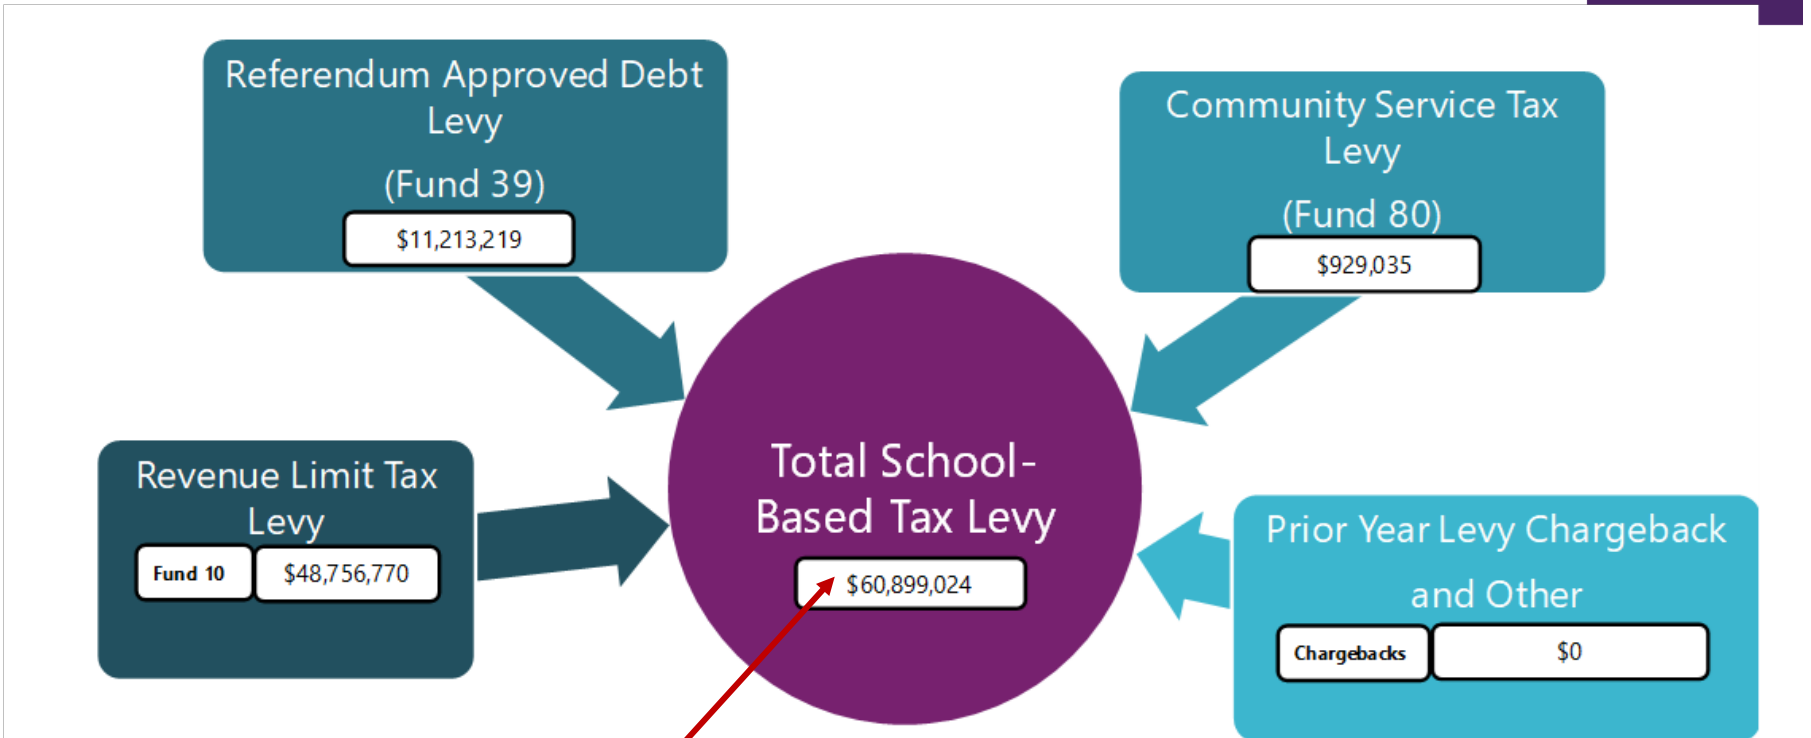 Referendum Approved Debt
Levy
(Fund 39)
$11,213,219
Community Service Tax
Levy
(Fund 80)
$929,035
Revenue Limit Tax
Levy
Fund 10 $48,756,770
Total School-
Based Tax Levy
$60,899,024
Prior Year Levy Chargeback
and Other
Chargebacks $0